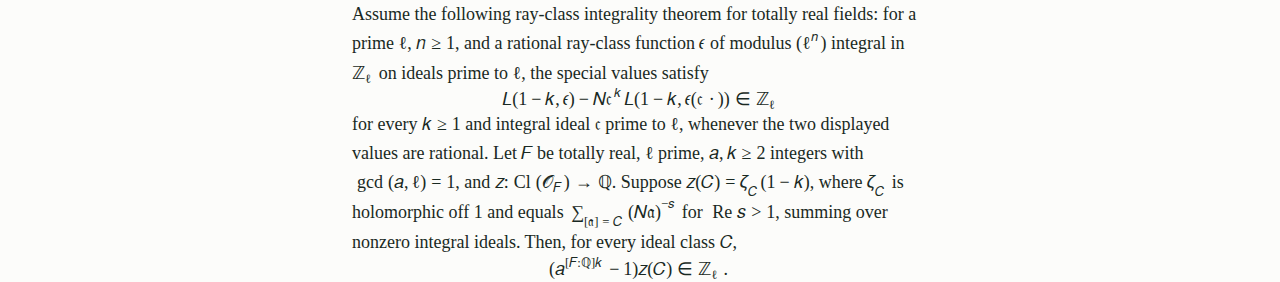 Assume the following ray-class integrality theorem for totally real fields: for a
prime ℓ, n ≥ 1, and a rational ray-class function ϵ of modulus (ℓⁿ) integral in
ℤ_ℓ on ideals prime to ℓ, the special values satisfy
L(1 − k, ϵ) − N𝔠^k L(1 − k, ϵ(𝔠 ·)) ∈ ℤ_ℓ
for every k ≥ 1 and integral ideal 𝔠 prime to ℓ, whenever the two displayed
values are rational. Let F be totally real, ℓ prime, a, k ≥ 2 integers with
gcd (a, ℓ) = 1, and z: Cl (𝒪_F) → ℚ. Suppose z(C) = ζ_C (1 − k), where ζ_C is
holomorphic off 1 and equals ∑_{[𝔞] = C} (N𝔞)^{−s} for Re s > 1, summing over
nonzero integral ideals. Then, for every ideal class C,
(a^{[F:ℚ]k} − 1)z(C) ∈ ℤ_ℓ .